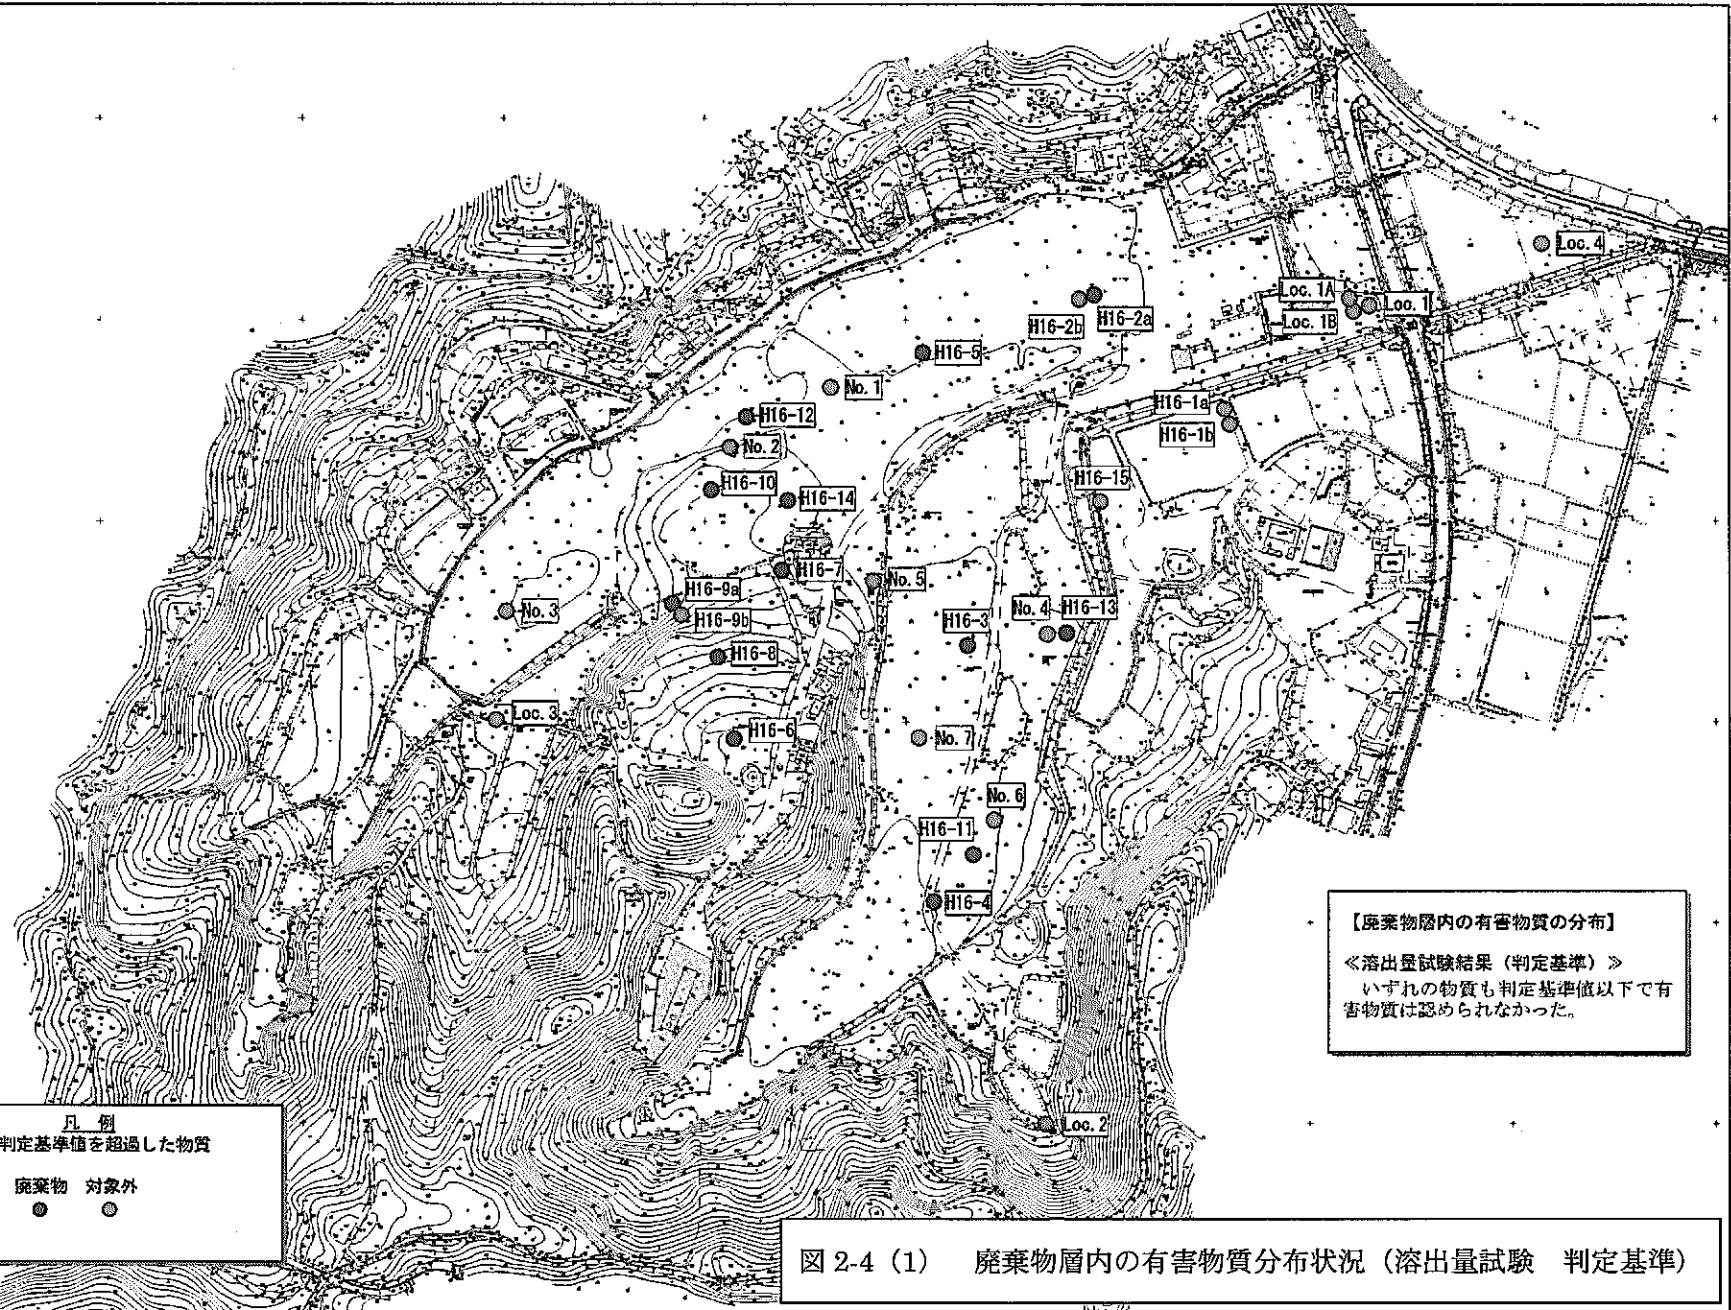 Loc. 4
Loc. 1A
Loc. 1
Loc. 1B
H16-2b
H16-2a
H16-5
No. 1
H16-12
H16-1a
No. 2
H16-1b
H16-10
H16-15
H16-14
H16-7
No. 5
H16-9a
No. 3
H16-9b
No. 4
H16-13
H16-3
H16-8
Loc. 3
H16-6
No. 7
No. 6
H16-11
H16-4
Loc. 2
【廃棄物層内の有害物質の分布】
≪溶出量試験結果（判定基準）≫
いずれの物質も判定基準値以下で有
害物質は認められなかった。
凡 例
判定基準値を超過した物質
廃棄物 対象外
図 2-4（1） 廃棄物層内の有害物質分布状況（溶出量試験 判定基準）